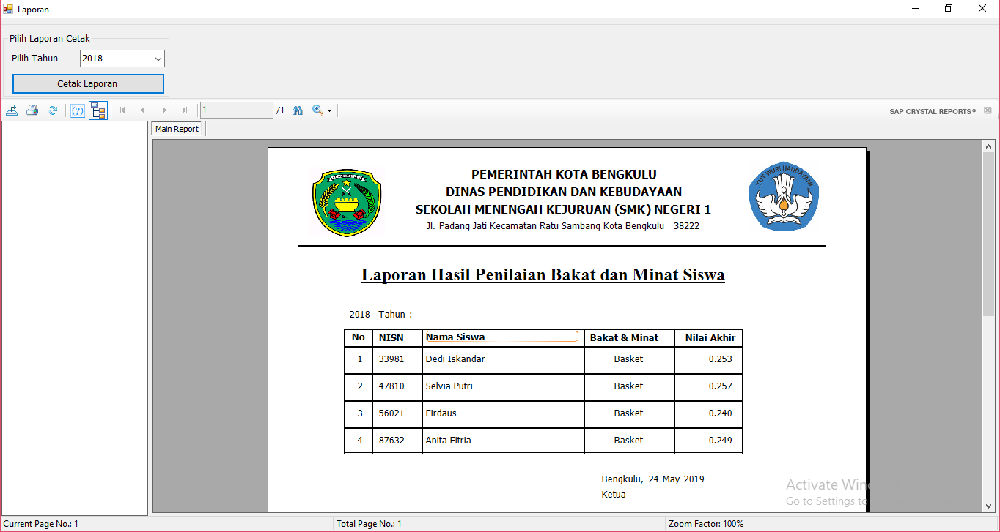 Laporan
Pilih Laporan Cetak
Pilih Tahun 2018
Cetak Laporan
1 /1
SAP CRYSTAL REPORTS®
Main Report
PEMERINTAH KOTA BENGKULU
DINAS PENDIDIKAN DAN KEBUDAYAAN
SEKOLAH MENENGAH KEJURUAN (SMK) NEGERI 1
Jl. Padang Jati Kecamatan Ratu Sambang Kota Bengkulu 38222
TUT WURI HANDAYANI
Laporan Hasil Penilaian Bakat dan Minat Siswa
2018 Tahun :
No NISN Nama Siswa Bakat & Minat Nilai Akhir
1 33981 Dedi Iskandar Basket 0.253
2 47810 Selvia Putri Basket 0.257
3 56021 Firdaus Basket 0.240
4 87632 Anita Fitria Basket 0.249
Bengkulu, 24-May-2019
Ketua
Activate Win
Go to Settings to
Current Page No.: 1 Total Page No.: 1 Zoom Factor: 100%